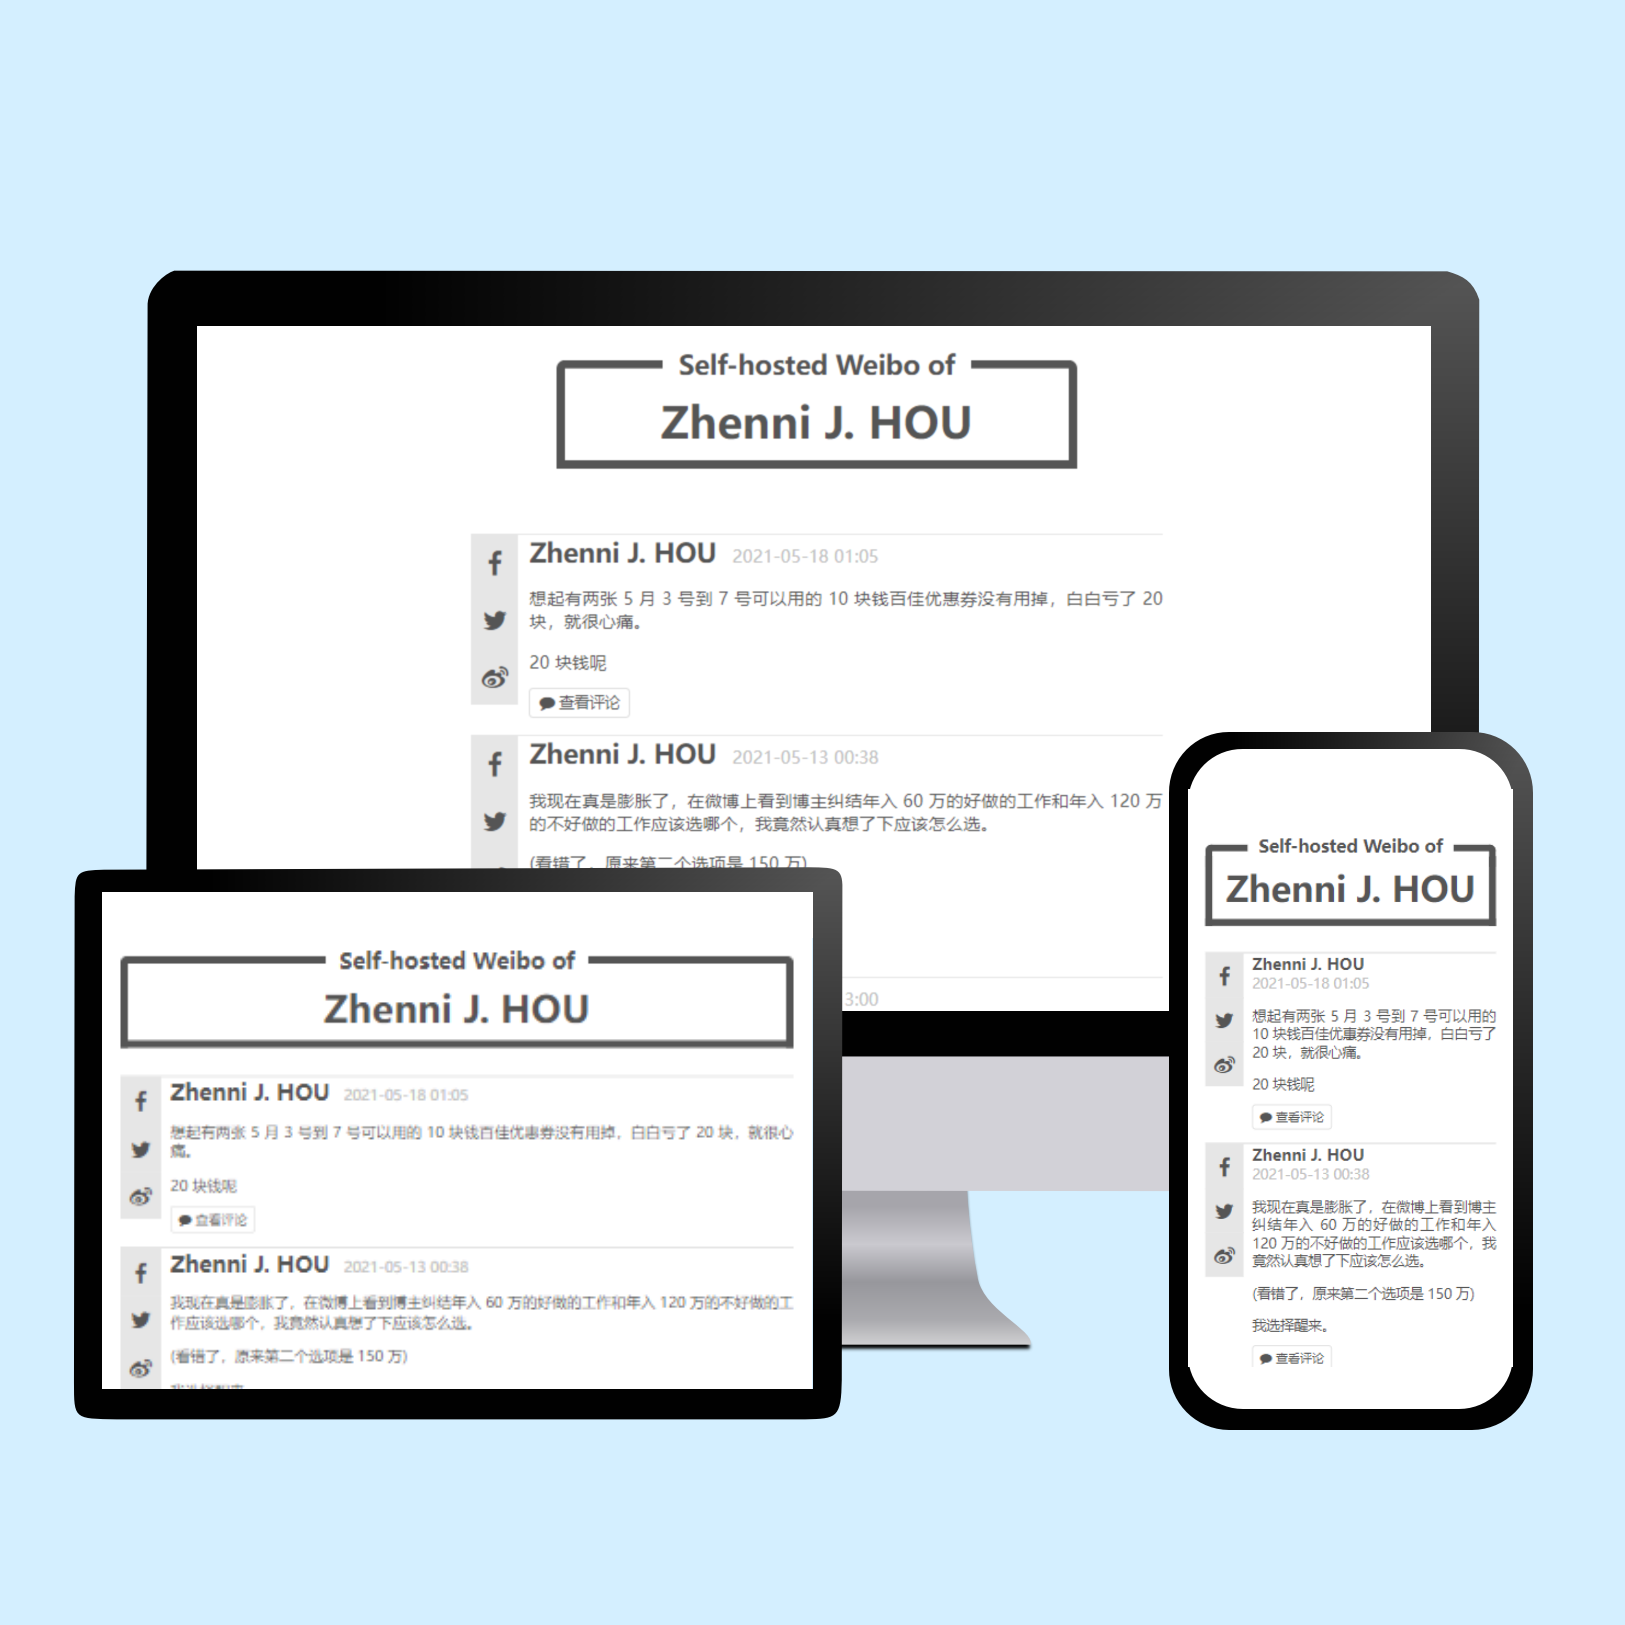 Self-hosted Weibo of
Zhenni J. HOU
Zhenni J. HOU 2021-05-18 01:05
想起有两张 5 月 3 号到 7 号可以用的 10 块钱百佳优惠券没有用掉，白白亏了 20
块，就很心痛。
20 块钱呢
查看评论
Zhenni J. HOU 2021-05-13 00:38
我现在真是膨胀了，在微博上看到博主纠结年入 60 万的好做的工作和年入 120 万
的不好做的工作应该选哪个，我竟然认真想了下应该怎么选。
(看错了，原来第二个选项是 150 万)
3:00
Self-hosted Weibo of
Zhenni J. HOU
Zhenni J. HOU 2021-05-18 01:05
想起有两张 5 月 3 号到 7 号可以用的 10 块钱百佳优惠券没有用掉，白白亏了 20 块，就很心
痛。
20 块钱呢
查看评论
Zhenni J. HOU 2021-05-13 00:38
我现在真是膨胀了，在微博上看到博主纠结年入 60 万的好做的工作和年入 120 万的不好做的工
作应该选哪个，我竟然认真想了下应该怎么选。
(看错了，原来第二个选项是 150 万)
Self-hosted Weibo of
Zhenni J. HOU
Zhenni J. HOU
2021-05-18 01:05
想起有两张 5 月 3 号到 7 号可以用的
10 块钱百佳优惠券没有用掉，白白亏了
20 块，就很心痛。
20 块钱呢
查看评论
Zhenni J. HOU
2021-05-13 00:38
我现在真是膨胀了，在微博上看到博主
纠结年入 60 万的好做的工作和年入
120 万的不好做的工作应该选哪个，我
竟然认真想了下应该怎么选。
(看错了，原来第二个选项是 150 万)
我选择醒来。
查看评论